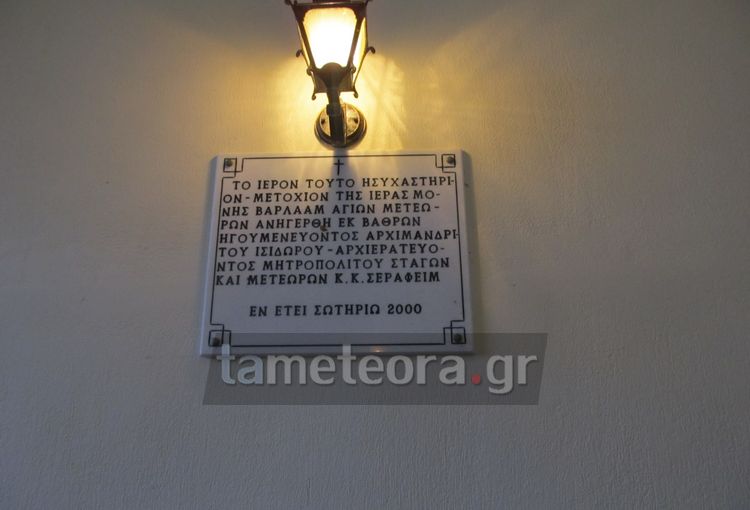 ΤΟ ΙΕΡΟΝ ΤΟΥΤΟ ΗΣΥΧΑΣΤΗΡΙ-
ΟΝ - ΜΕΤΟΧΙΟΝ ΤΗΣ ΙΕΡΑΣ ΜΟ-
ΝΗΣ ΒΑΡΛΑΑΜ ΑΓΙΩΝ ΜΕΤΕΩ-
ΡΩΝ ΑΝΗΓΕΡΘΗ ΕΚ ΒΑΘΡΩΝ
ΗΓΟΥΜΕΝΕΥΟΝΤΟΣ ΑΡΧΙΜΑΝΔΡΙ
ΤΟΥ ΙΣΙΔΩΡΟΥ - ΑΡΧΙΕΡΑΤΕΥΟ-
ΝΤΟΣ ΜΗΤΡΟΠΟΛΙΤΟΥ ΣΤΑΓΩΝ
ΚΑΙ ΜΕΤΕΩΡΩΝ Κ.Κ.ΣΕΡΑΦΕΙΜ
ΕΝ ΕΤΕΙ ΣΩΤΗΡΙΩ 2000
tameteora.gr